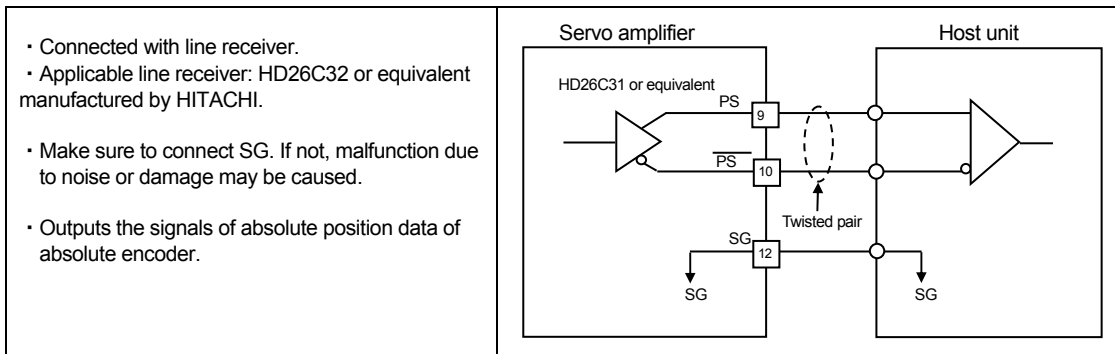 ・Connected with line receiver.
・Applicable line receiver: HD26C32 or equivalent
manufactured by HITACHI.
・Make sure to connect SG. If not, malfunction due
to noise or damage may be caused.
・Outputs the signals of absolute position data of
absolute encoder.
Servo amplifier
Host unit
HD26C31 or equivalent
PS
9
PS
10
Twisted pair
SG
12
SG
SG